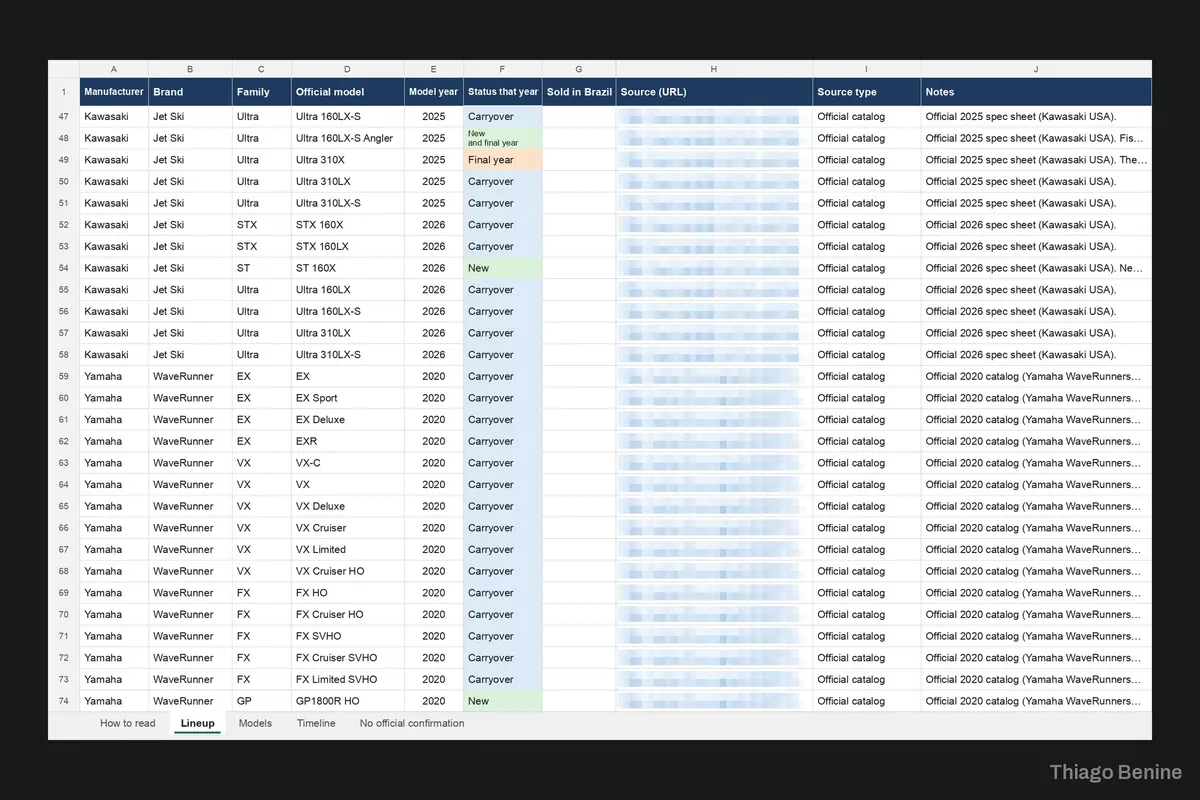 A B C D E F G H I J
1 Manufacturer Brand Family Official model Model year Status that year Sold in Brazil Source (URL) Source type Notes
47 Kawasaki Jet Ski Ultra Ultra 160LX-S 2025 Carryover Official catalog Official 2025 spec sheet (Kawasaki USA).
48 Kawasaki Jet Ski Ultra Ultra 160LX-S Angler 2025 New and final year Official catalog Official 2025 spec sheet (Kawasaki USA). Fis...
49 Kawasaki Jet Ski Ultra Ultra 310X 2025 Final year Official catalog Official 2025 spec sheet (Kawasaki USA). The...
50 Kawasaki Jet Ski Ultra Ultra 310LX 2025 Carryover Official catalog Official 2025 spec sheet (Kawasaki USA).
51 Kawasaki Jet Ski Ultra Ultra 310LX-S 2025 Carryover Official catalog Official 2025 spec sheet (Kawasaki USA).
52 Kawasaki Jet Ski STX STX 160X 2026 Carryover Official catalog Official 2026 spec sheet (Kawasaki USA).
53 Kawasaki Jet Ski STX STX 160LX 2026 Carryover Official catalog Official 2026 spec sheet (Kawasaki USA).
54 Kawasaki Jet Ski ST ST 160X 2026 New Official catalog Official 2026 spec sheet (Kawasaki USA). Ne...
55 Kawasaki Jet Ski Ultra Ultra 160LX 2026 Carryover Official catalog Official 2026 spec sheet (Kawasaki USA).
56 Kawasaki Jet Ski Ultra Ultra 160LX-S 2026 Carryover Official catalog Official 2026 spec sheet (Kawasaki USA).
57 Kawasaki Jet Ski Ultra Ultra 310LX 2026 Carryover Official catalog Official 2026 spec sheet (Kawasaki USA).
58 Kawasaki Jet Ski Ultra Ultra 310LX-S 2026 Carryover Official catalog Official 2026 spec sheet (Kawasaki USA).
59 Yamaha WaveRunner EX EX 2020 Carryover Official catalog Official 2020 catalog (Yamaha WaveRunners...
60 Yamaha WaveRunner EX EX Sport 2020 Carryover Official catalog Official 2020 catalog (Yamaha WaveRunners...
61 Yamaha WaveRunner EX EX Deluxe 2020 Carryover Official catalog Official 2020 catalog (Yamaha WaveRunners...
62 Yamaha WaveRunner EX EXR 2020 Carryover Official catalog Official 2020 catalog (Yamaha WaveRunners...
63 Yamaha WaveRunner VX VX-C 2020 Carryover Official catalog Official 2020 catalog (Yamaha WaveRunners...
64 Yamaha WaveRunner VX VX 2020 Carryover Official catalog Official 2020 catalog (Yamaha WaveRunners...
65 Yamaha WaveRunner VX VX Deluxe 2020 Carryover Official catalog Official 2020 catalog (Yamaha WaveRunners...
66 Yamaha WaveRunner VX VX Cruiser 2020 Carryover Official catalog Official 2020 catalog (Yamaha WaveRunners...
67 Yamaha WaveRunner VX VX Limited 2020 Carryover Official catalog Official 2020 catalog (Yamaha WaveRunners...
68 Yamaha WaveRunner VX VX Cruiser HO 2020 Carryover Official catalog Official 2020 catalog (Yamaha WaveRunners...
69 Yamaha WaveRunner FX FX HO 2020 Carryover Official catalog Official 2020 catalog (Yamaha WaveRunners...
70 Yamaha WaveRunner FX FX Cruiser HO 2020 Carryover Official catalog Official 2020 catalog (Yamaha WaveRunners...
71 Yamaha WaveRunner FX FX SVHO 2020 Carryover Official catalog Official 2020 catalog (Yamaha WaveRunners...
72 Yamaha WaveRunner FX FX Cruiser SVHO 2020 Carryover Official catalog Official 2020 catalog (Yamaha WaveRunners...
73 Yamaha WaveRunner FX FX Limited SVHO 2020 Carryover Official catalog Official 2020 catalog (Yamaha WaveRunners...
74 Yamaha WaveRunner GP GP1800R HO 2020 New Official catalog Official 2020 catalog (Yamaha WaveRunners...
How to read Lineup Models Timeline No official confirmation
Thiago Benine